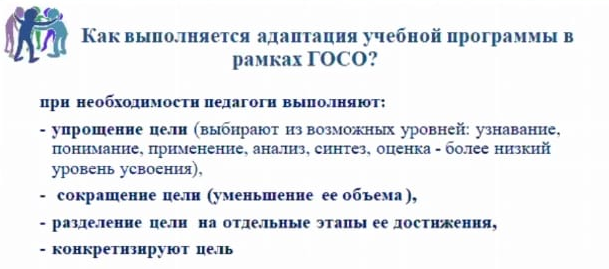 Как выполняется адаптация учебной программы в
рамках ГОСО?
при необходимости педагоги выполняют:
- упрощение цели (выбирают из возможных уровней: узнавание,
понимание, применение, анализ, синтез, оценка - более низкий
уровень усвоения),
- сокращение цели (уменьшение ее объема ),
- разделение цели на отдельные этапы ее достижения,
- конкретизируют цель